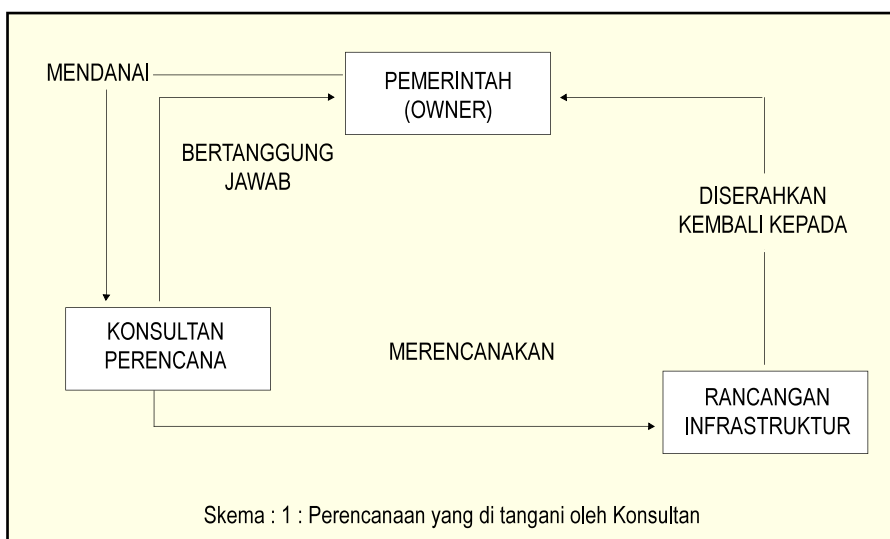 MENDANAI
PEMERINTAH
(OWNER)
BERTANGGUNG
JAWAB
DISERAHKAN
KEMBALI KEPADA
KONSULTAN
PERENCANA
MERENCANAKAN
RANCANGAN
INFRASTRUKTUR
Skema : 1 : Perencanaan yang di tangani oleh Konsultan